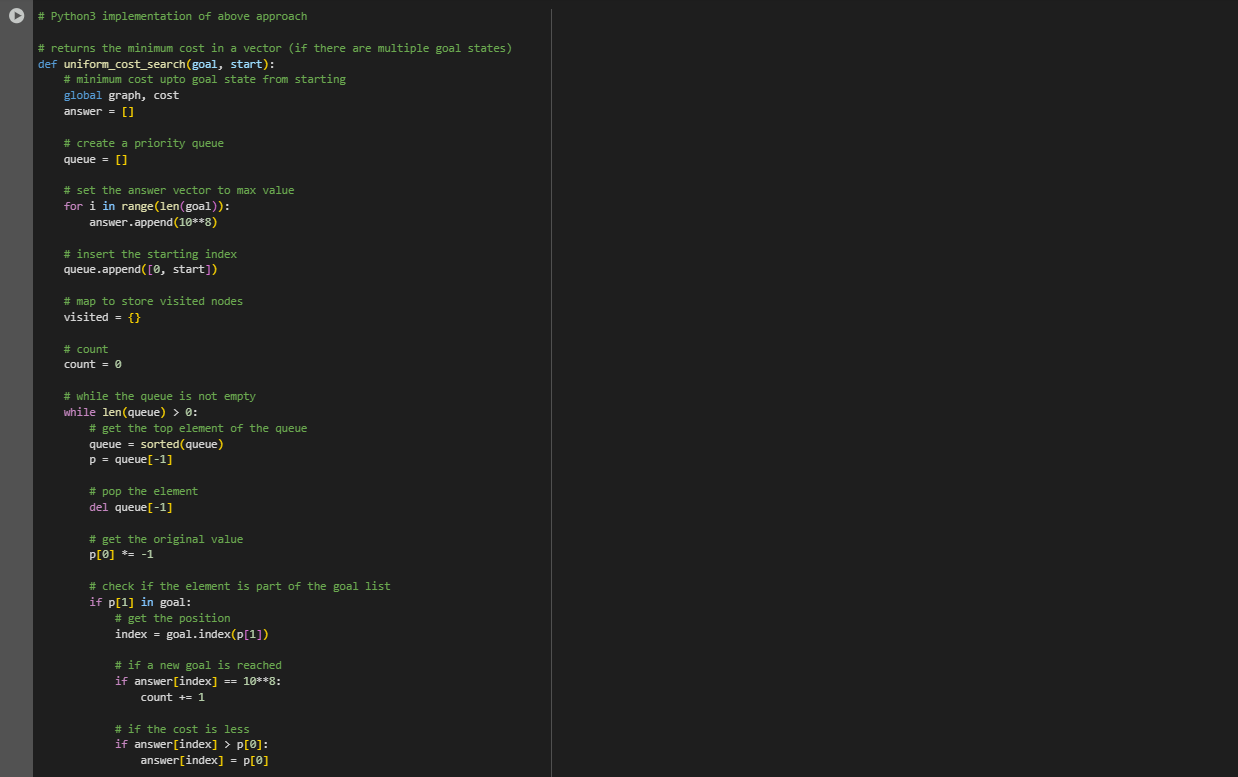 # Python3 implementation of above approach
# returns the minimum cost in a vector (if there are multiple goal states)
def uniform_cost_search(goal, start):
    # minimum cost upto goal state from starting
    global graph, cost
    answer = []
    # create a priority queue
    queue = []
    # set the answer vector to max value
    for i in range(len(goal)):
        answer.append(10**8)
    # insert the starting index
    queue.append([0, start])
    # map to store visited nodes
    visited = {}
    # count
    count = 0
    # while the queue is not empty
    while len(queue) > 0:
        # get the top element of the queue
        queue = sorted(queue)
        p = queue[-1]
        # pop the element
        del queue[-1]
        # get the original value
        p[0] *= -1
        # check if the element is part of the goal list
        if p[1] in goal:
            # get the position
            index = goal.index(p[1])
            # if a new goal is reached
            if answer[index] == 10**8:
                count += 1
            # if the cost is less
            if answer[index] > p[0]:
                answer[index] = p[0]